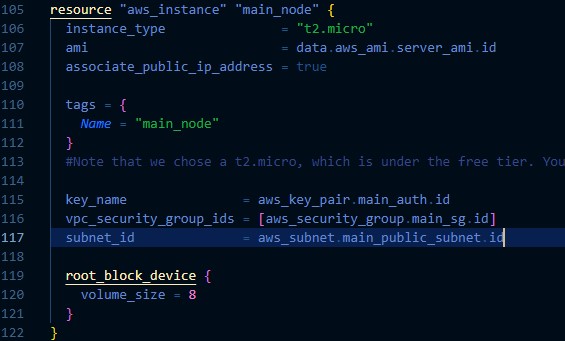 105 resource "aws_instance" "main_node" {
106 instance_type = "t2.micro"
107 ami = data.aws_ami.server_ami.id
108 associate_public_ip_address = true
109
110 tags = {
111 Name = "main_node"
112 }
113 #Note that we chose a t2.micro, which is under the free tier. You
114
115 key_name = aws_key_pair.main_auth.id
116 vpc_security_group_ids = [aws_security_group.main_sg.id]
117 subnet_id = aws_subnet.main_public_subnet.id
118
119 root_block_device {
120 volume_size = 8
121 }
122 }